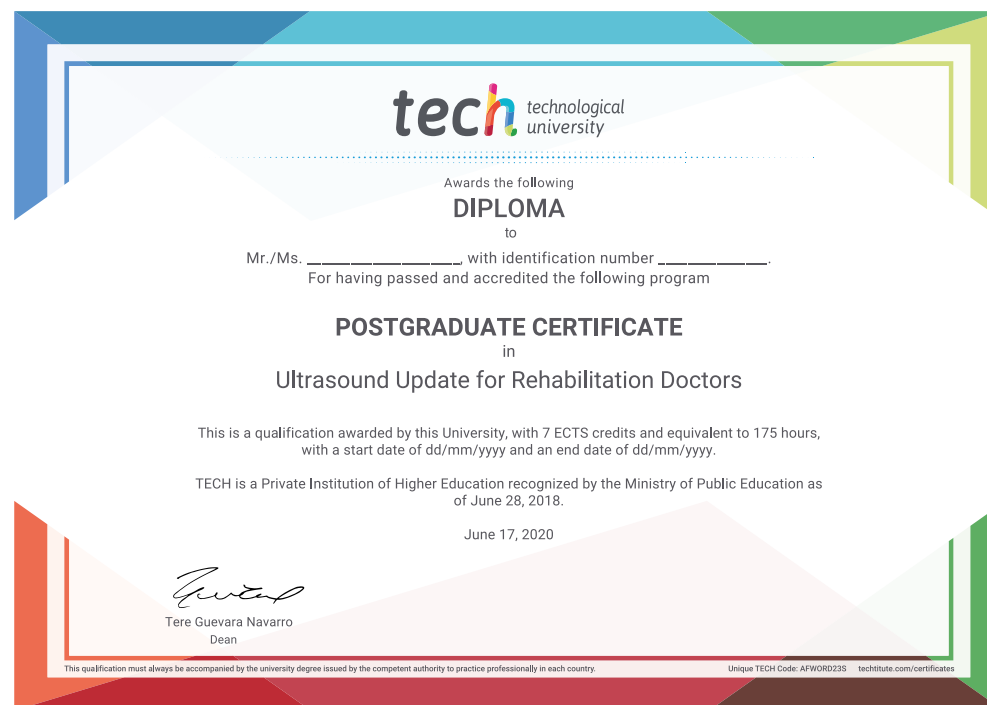 tech technological
university
Awards the following
DIPLOMA
to
Mr./Ms. ____________________, with identification number ______________.
For having passed and accredited the following program
POSTGRADUATE CERTIFICATE
in
Ultrasound Update for Rehabilitation Doctors
This is a qualification awarded by this University, with 7 ECTS credits and equivalent to 175 hours,
with a start date of dd/mm/yyyy and an end date of dd/mm/yyyy.
TECH is a Private Institution of Higher Education recognized by the Ministry of Public Education as
of June 28, 2018.
June 17, 2020
Tere Guevara Navarro
Dean
This qualification must always be accompanied by the university degree issued by the competent authority to practice professionally in each country.
Unique TECH Code: AFWORD23S techtitute.com/certificates